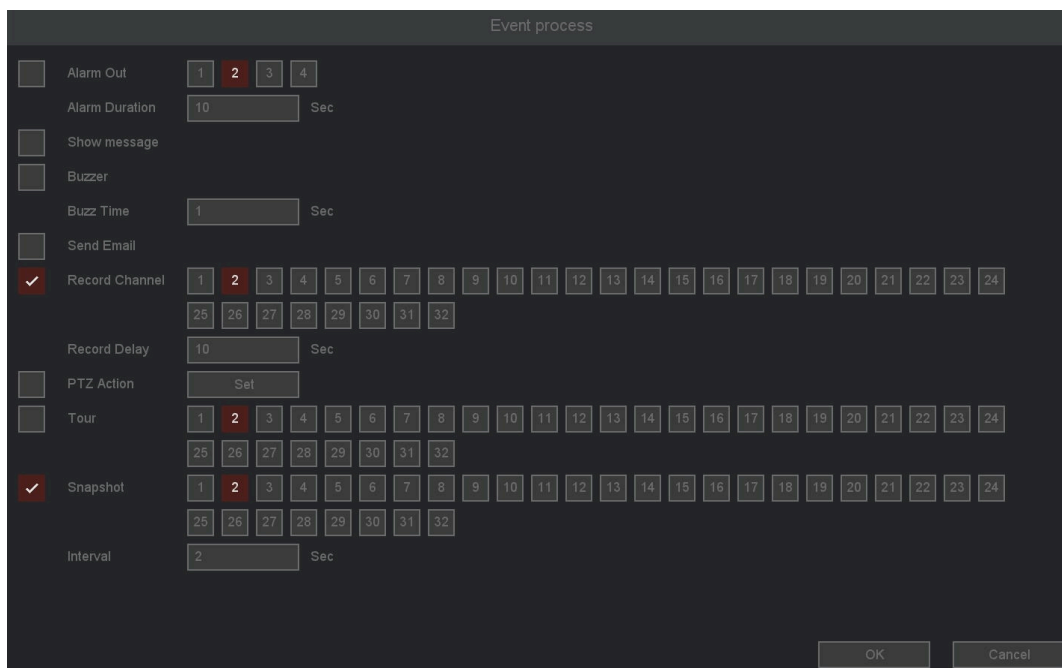 Event process
Alarm Out 1 2 3 4
Alarm Duration 10 Sec
Show message
Buzzer
Buzz Time 1 Sec
Send Email
Record Channel 1 2 3 4 5 6 7 8 9 10 11 12 13 14 15 16 17 18 19 20 21 22 23 24
25 26 27 28 29 30 31 32
Record Delay 10 Sec
PTZ Action Set
Tour 1 2 3 4 5 6 7 8 9 10 11 12 13 14 15 16 17 18 19 20 21 22 23 24
25 26 27 28 29 30 31 32
Snapshot 1 2 3 4 5 6 7 8 9 10 11 12 13 14 15 16 17 18 19 20 21 22 23 24
25 26 27 28 29 30 31 32
Interval 2 Sec
OK Cancel